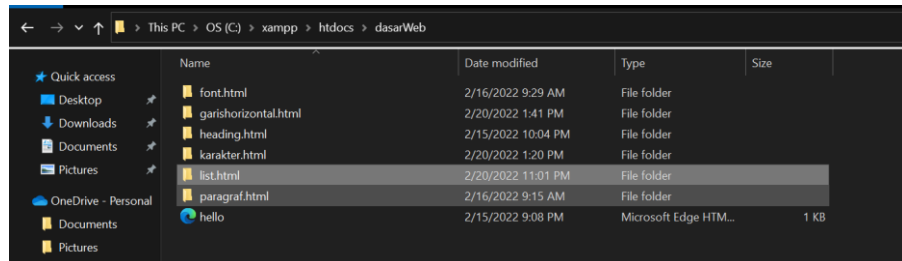 This PC > OS (C:) > xampp > htdocs > dasarWeb
Name Date modified Type Size
Quick access
Desktop
Downloads
Documents
Pictures
OneDrive - Personal
Documents
Pictures
font.html 2/16/2022 9:29 AM File folder
garishorizontal.html 2/20/2022 1:41 PM File folder
heading.html 2/15/2022 10:04 PM File folder
karakter.html 2/20/2022 1:20 PM File folder
list.html 2/20/2022 11:01 PM File folder
paragraf.html 2/16/2022 9:15 AM File folder
hello 2/15/2022 9:08 PM Microsoft Edge HTM... 1 KB